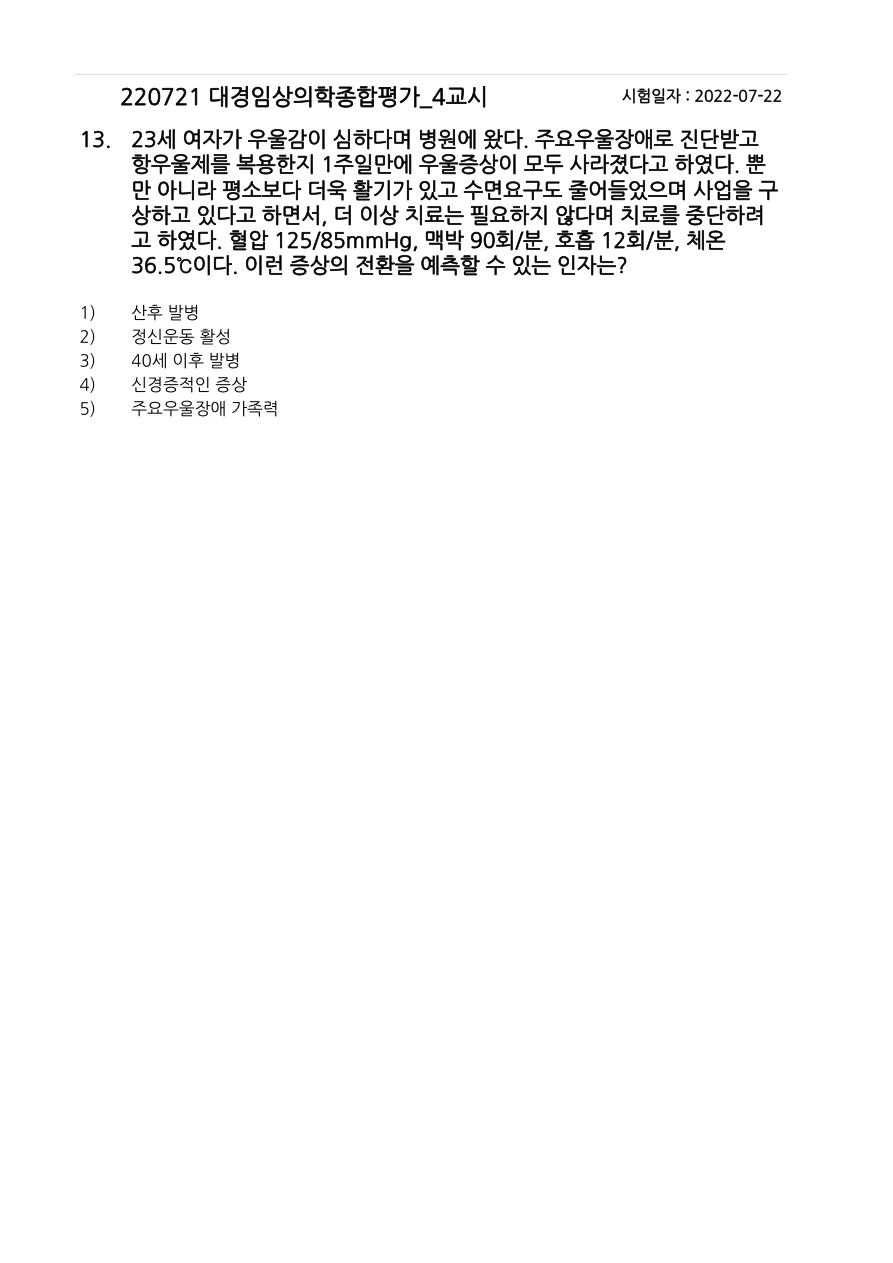 220721 대경임상의학종합평가_4교시 시험일자 : 2022-07-22
13. 23세 여자가 우울감이 심하다며 병원에 왔다. 주요우울장애로 진단받고
항우울제를 복용한지 1주일만에 우울증상이 모두 사라졌다고 하였다. 뿐
만 아니라 평소보다 더욱 활기가 있고 수면요구도 줄어들었으며 사업을 구
상하고 있다고 하면서, 더 이상 치료는 필요하지 않다며 치료를 중단하려
고 하였다. 혈압 125/85mmHg, 맥박 90회/분, 호흡 12회/분, 체온
36.5℃이다. 이런 증상의 전환을 예측할 수 있는 인자는?
1) 산후 발병
2) 정신운동 활성
3) 40세 이후 발병
4) 신경증적인 증상
5) 주요우울장애 가족력